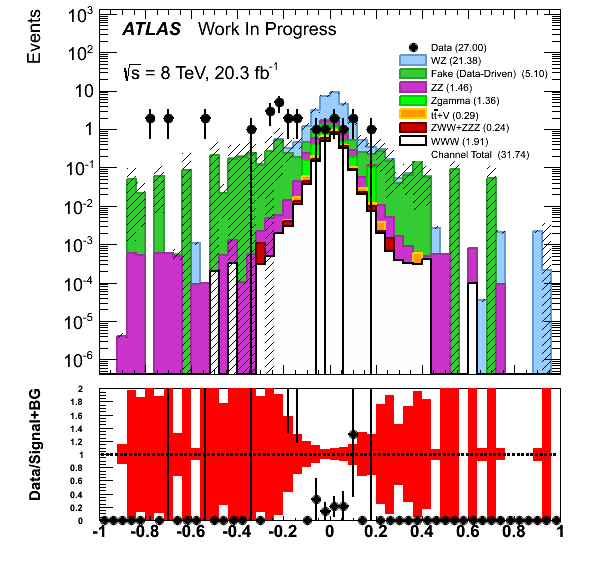 ATLAS Work In Progress
√s = 8 TeV, 20.3 fb⁻¹
Events
10³
10²
10
1
10⁻¹
10⁻²
10⁻³
10⁻⁴
10⁻⁵
10⁻⁶
Data (27.00)
WZ (21.38)
Fake (Data-Driven) (5.10)
ZZ (1.46)
Zgamma (1.36)
tt̄+V (0.29)
ZWW+ZZZ (0.24)
WWW (1.91)
Channel Total (31.74)
Data/Signal+BG
2
1.8
1.6
1.4
1.2
1
0.8
0.6
0.4
0.2
0
-1 -0.8 -0.6 -0.4 -0.2 0 0.2 0.4 0.6 0.8 1